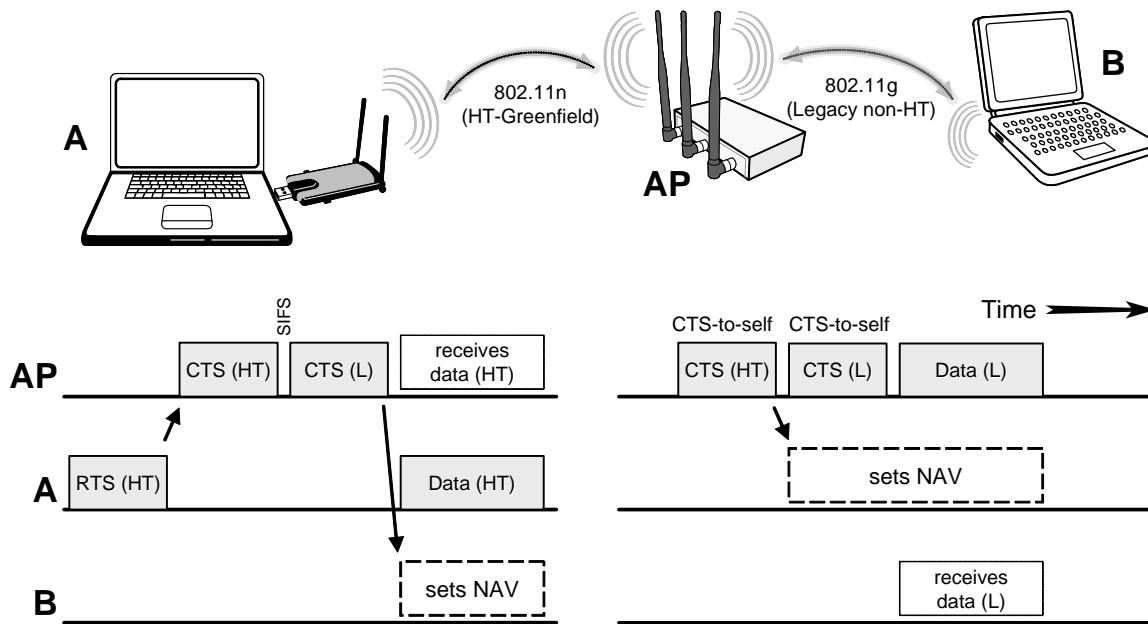 A
802.11n
(HT-Greenfield)
AP
802.11g
(Legacy non-HT)
B
SIFS
Time
CTS-to-self
CTS-to-self
AP
CTS (HT)
CTS (L)
receives
data (HT)
CTS (HT)
CTS (L)
Data (L)
A
RTS (HT)
Data (HT)
sets NAV
B
sets NAV
receives
data (L)